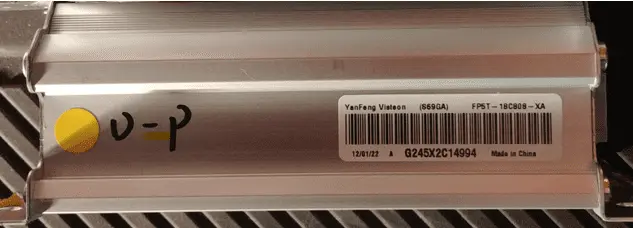 U-P
YanFeng Visteon (S69GA) FP5T-18C808-XA
12/01/22 A G245X2C14994 Made in China